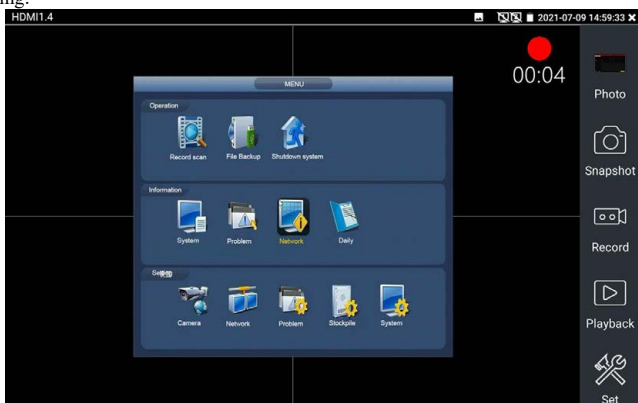 ing:
HDMI1.4
2021-07-09 14:59:33
00:04
MENU
Operation
Record scan
File Backup
Shutdown system
Information
System
Problem
Network
Daily
Camera
Network
Problem
Stockpile
System
Photo
Snapshot
Record
Playback
Set